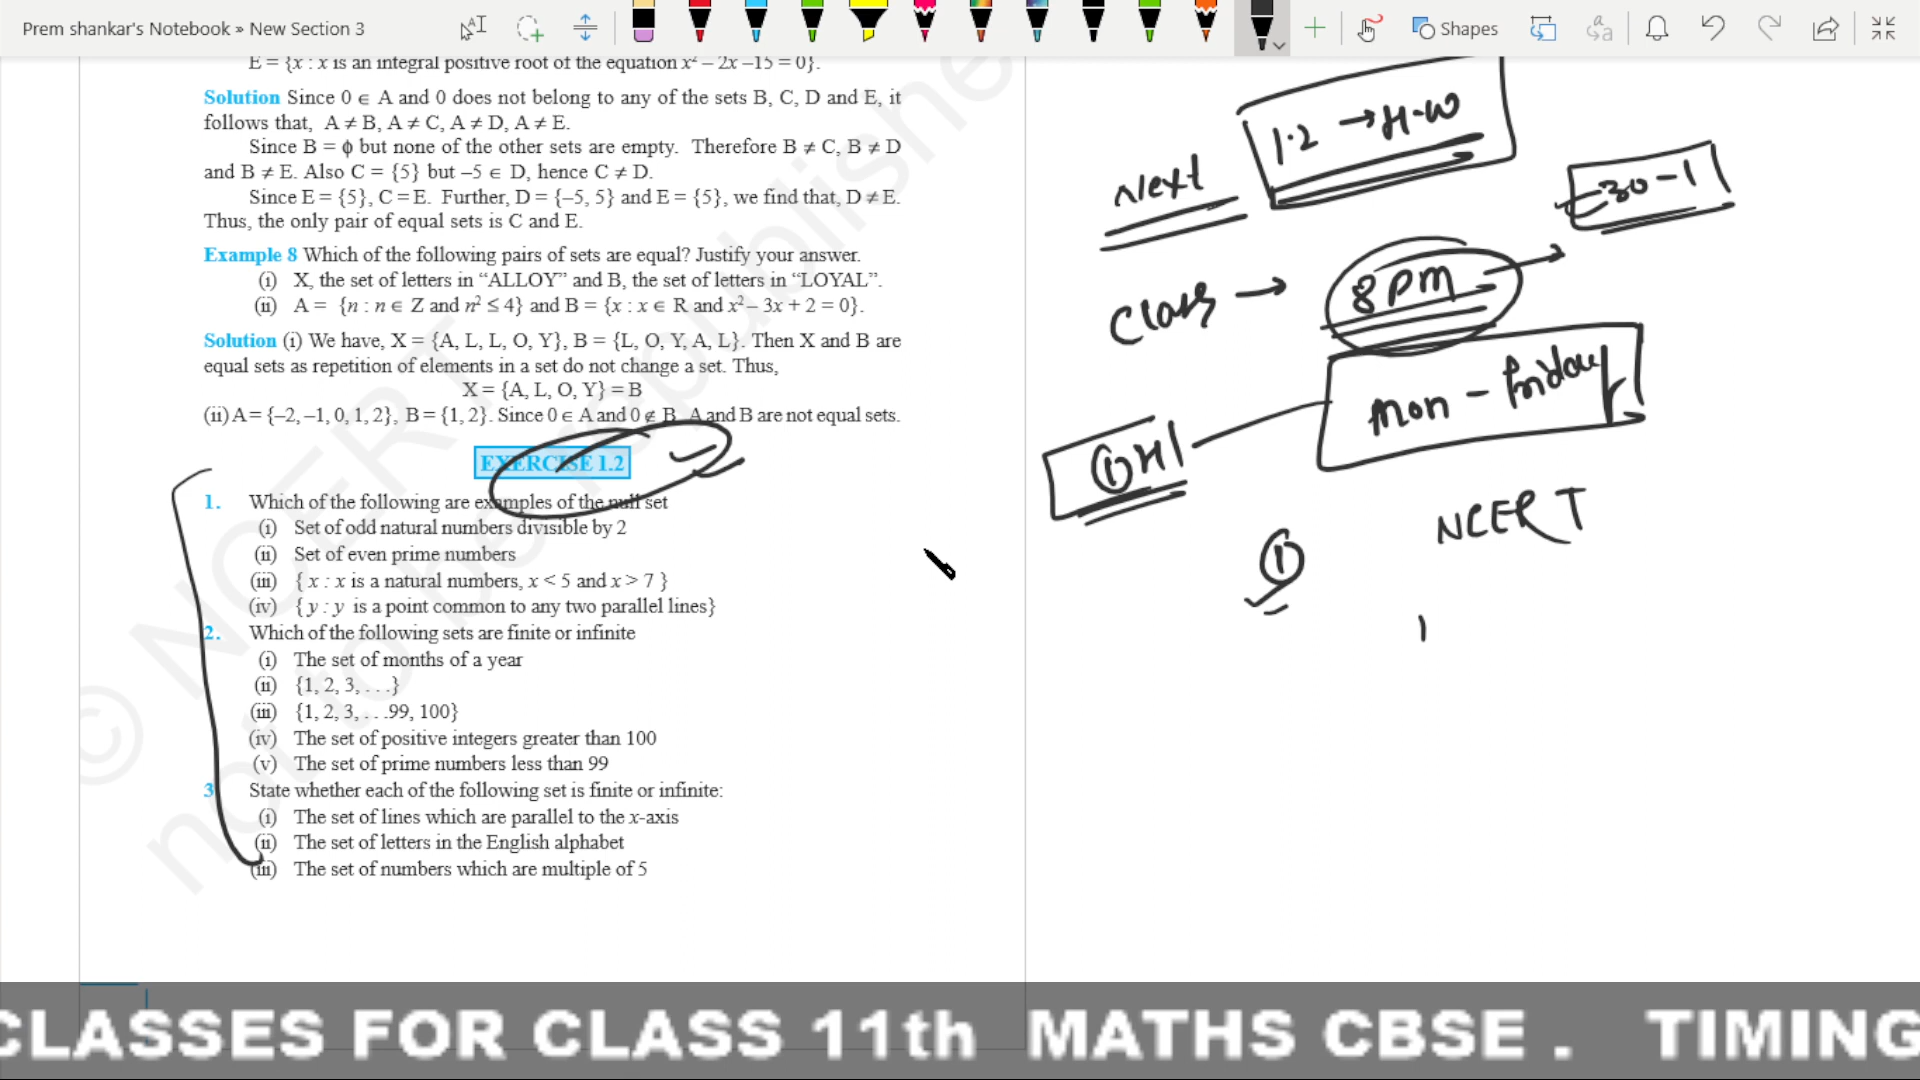 Prem shankar's Notebook » New Section 3
Shapes
E = {x : x is an integral positive root of the equation x² – 2x –15 = 0}.
Solution Since 0 ∈ A and 0 does not belong to any of the sets B, C, D and E, it
follows that, A ≠ B, A ≠ C, A ≠ D, A ≠ E.
Since B = ϕ but none of the other sets are empty. Therefore B ≠ C, B ≠ D
and B ≠ E. Also C = {5} but –5 ∈ D, hence C ≠ D.
Since E = {5}, C = E. Further, D = {–5, 5} and E = {5}, we find that, D ≠ E.
Thus, the only pair of equal sets is C and E.
Example 8 Which of the following pairs of sets are equal? Justify your answer.
(i) X, the set of letters in “ALLOY” and B, the set of letters in “LOYAL”.
(ii) A = {n : n ∈ Z and n² ≤ 4} and B = {x : x ∈ R and x² – 3x + 2 = 0}.
Solution (i) We have, X = {A, L, L, O, Y}, B = {L, O, Y, A, L}. Then X and B are
equal sets as repetition of elements in a set do not change a set. Thus,
X = {A, L, O, Y} = B
(ii) A = {–2, –1, 0, 1, 2}, B = {1, 2}. Since 0 ∈ A and 0 ∉ B, A and B are not equal sets.
EXERCISE 1.2
1. Which of the following are examples of the null set
(i) Set of odd natural numbers divisible by 2
(ii) Set of even prime numbers
(iii) { x : x is a natural numbers, x < 5 and x > 7 }
(iv) { y : y is a point common to any two parallel lines}
2. Which of the following sets are finite or infinite
(i) The set of months of a year
(ii) {1, 2, 3, . . .}
(iii) {1, 2, 3, . . .99, 100}
(iv) The set of positive integers greater than 100
(v) The set of prime numbers less than 99
3 State whether each of the following set is finite or infinite:
(i) The set of lines which are parallel to the x-axis
(ii) The set of letters in the English alphabet
(iii) The set of numbers which are multiple of 5
© NCERT
not to be republished
1.2 → H-W
Next
30-1
Class → 8 pm
mon - friday
① H
NCERT
①
CLASSES FOR CLASS 11th MATHS CBSE . TIMING